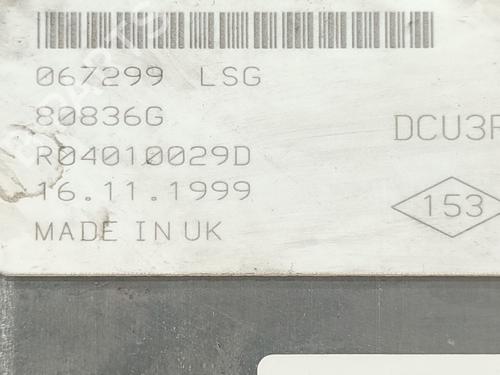 067299 LSG
80836G
R04010029D
16.11.1999
MADE IN UK
DCU3
153